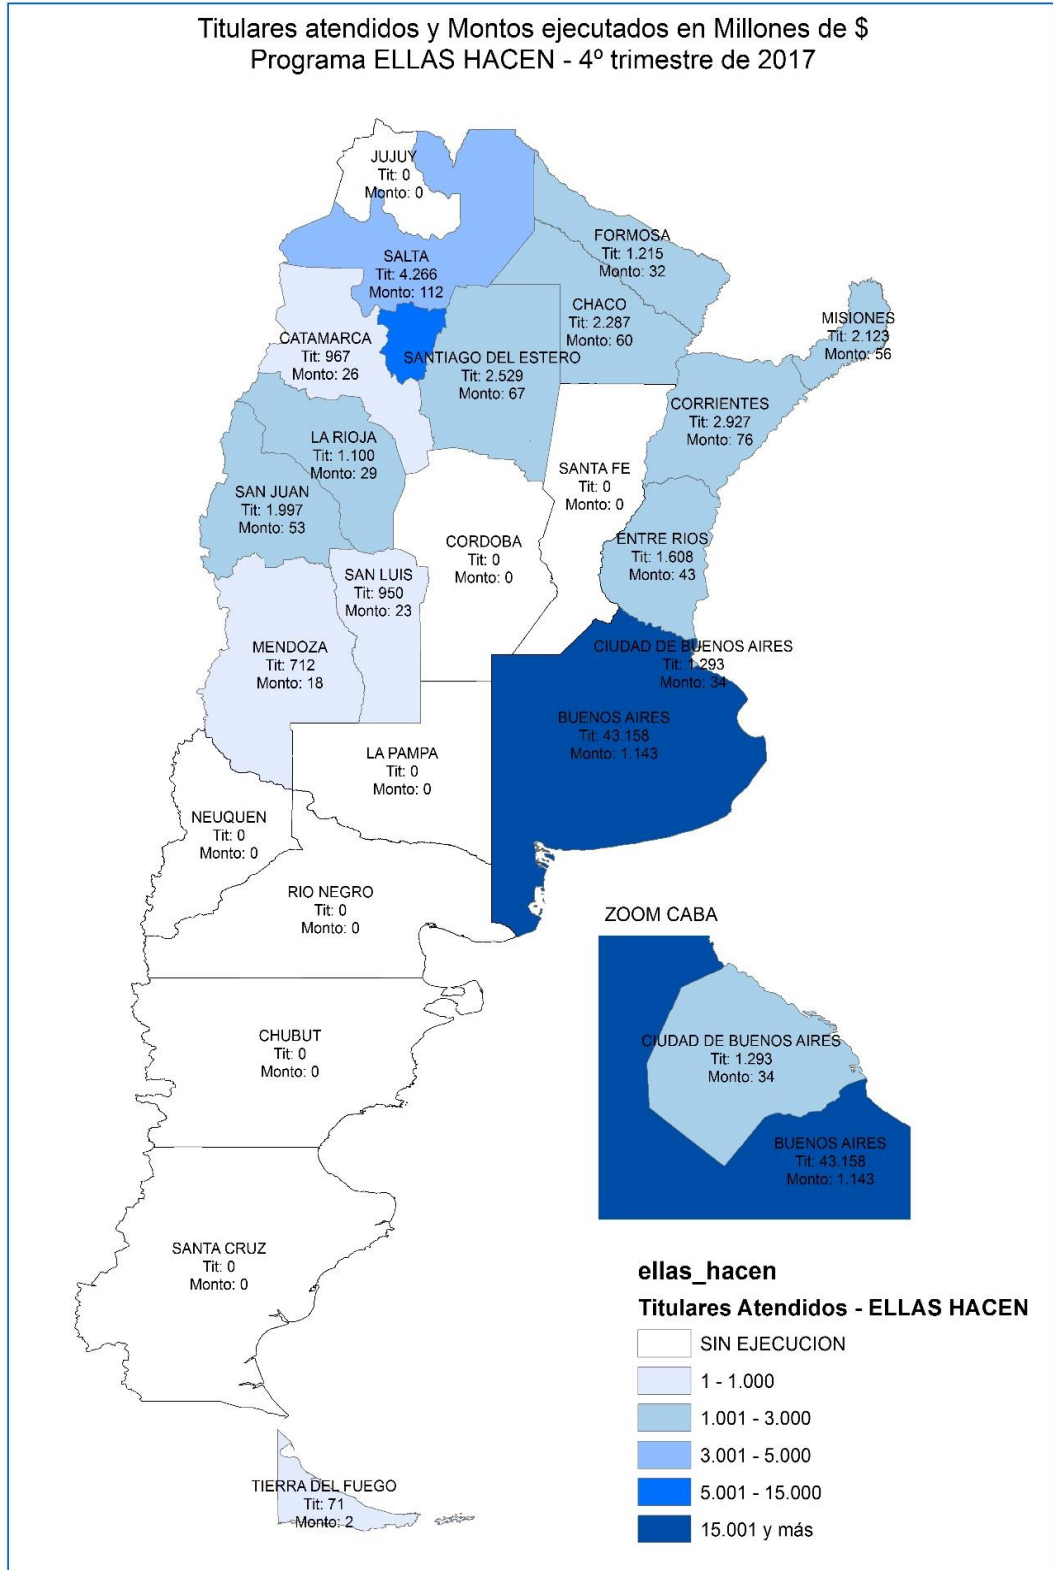 Titulares atendidos y Montos ejecutados en Millones de $
Programa ELLAS HACEN - 4º trimestre de 2017
JUJUY
Tit: 0
Monto: 0
SALTA
Tit: 4.266
Monto: 112
FORMOSA
Tit: 1.215
Monto: 32
CHACO
Tit: 2.287
Monto: 60
MISIONES
Tit: 2.123
Monto: 56
CATAMARCA
Tit: 967
Monto: 26
SANTIAGO DEL ESTERO
Tit: 2.529
Monto: 67
CORRIENTES
Tit: 2.927
Monto: 76
LA RIOJA
Tit: 1.100
Monto: 29
SANTA FE
Tit: 0
Monto: 0
SAN JUAN
Tit: 1.997
Monto: 53
CORDOBA
Tit: 0
Monto: 0
ENTRE RIOS
Tit: 1.608
Monto: 43
SAN LUIS
Tit: 950
Monto: 23
MENDOZA
Tit: 712
Monto: 18
CIUDAD DE BUENOS AIRES
Tit: 1.293
Monto: 34
BUENOS AIRES
Tit: 43.158
Monto: 1.143
LA PAMPA
Tit: 0
Monto: 0
NEUQUEN
Tit: 0
Monto: 0
RIO NEGRO
Tit: 0
Monto: 0
ZOOM CABA
CIUDAD DE BUENOS AIRES
Tit: 1.293
Monto: 34
BUENOS AIRES
Tit: 43.158
Monto: 1.143
CHUBUT
Tit: 0
Monto: 0
SANTA CRUZ
Tit: 0
Monto: 0
TIERRA DEL FUEGO
Tit: 71
Monto: 2
ellas_hacen
Titulares Atendidos - ELLAS HACEN
SIN EJECUCION
1 - 1.000
1.001 - 3.000
3.001 - 5.000
5.001 - 15.000
15.001 y más